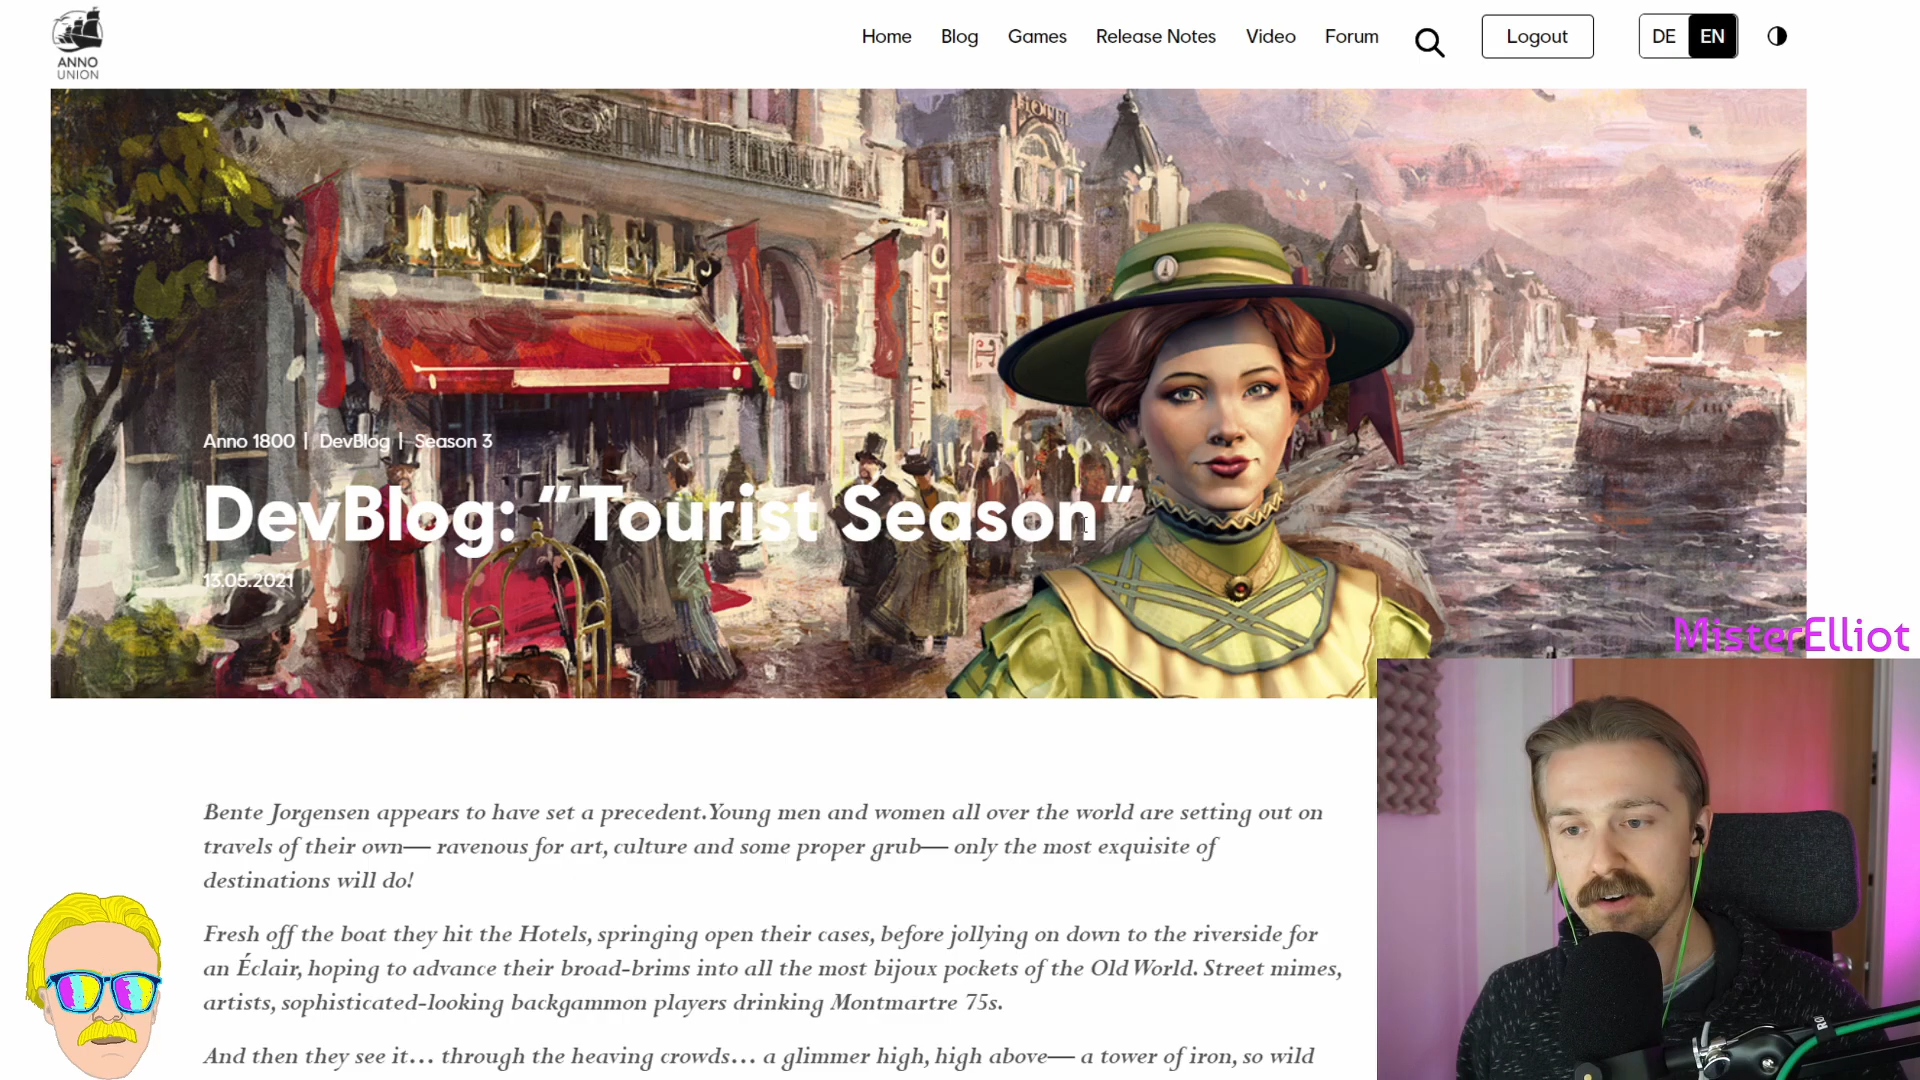 ANNO
UNION
Home Blog Games Release Notes Video Forum Logout DE EN
HOTEL
HOTEL
HOTEL
Anno 1800 | DevBlog | Season 3
DevBlog: “Tourist Season”
13.05.2021
MisterElliot
Bente Jorgensen appears to have set a precedent.Young men and women all over the world are setting out on
travels of their own— ravenous for art, culture and some proper grub— only the most exquisite of
destinations will do!
Fresh off the boat they hit the Hotels, springing open their cases, before jollying on down to the riverside for
an Éclair, hoping to advance their broad-brims into all the most bijoux pockets of the Old World. Street mimes,
artists, sophisticated-looking backgammon players drinking Montmartre 75s.
And then they see it… through the heaving crowds… a glimmer high, high above— a tower of iron, so wild